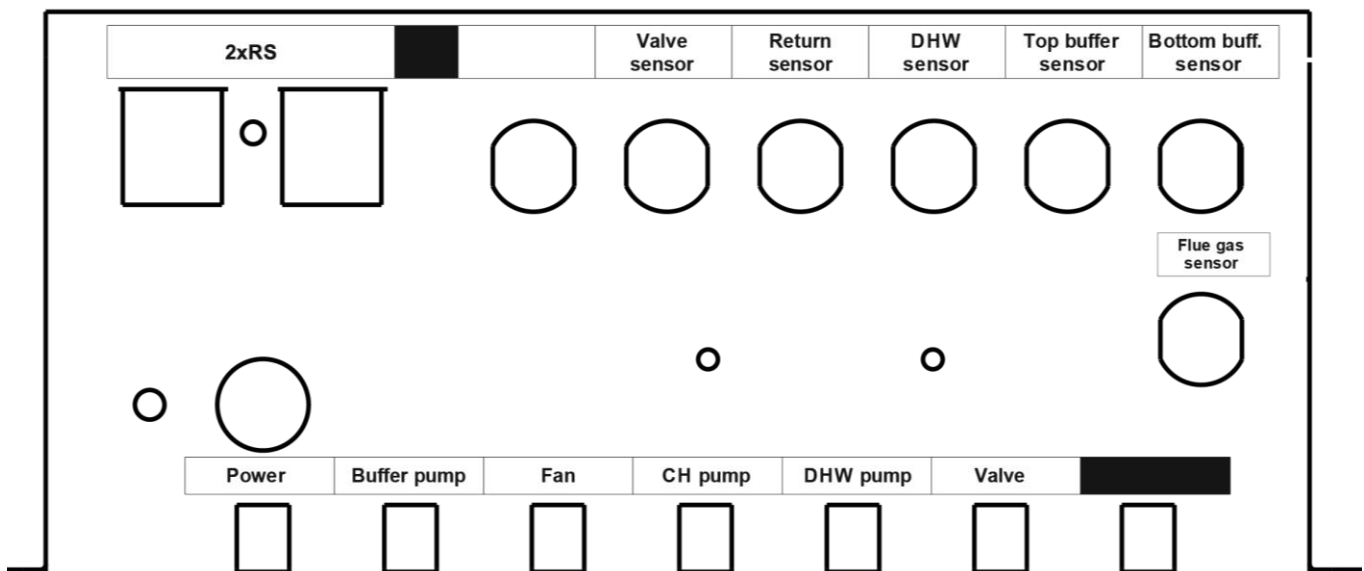 2xRS
Valve
sensor
Return
sensor
DHW
sensor
Top buffer
sensor
Bottom buff.
sensor
Flue gas
sensor
Power
Buffer pump
Fan
CH pump
DHW pump
Valve